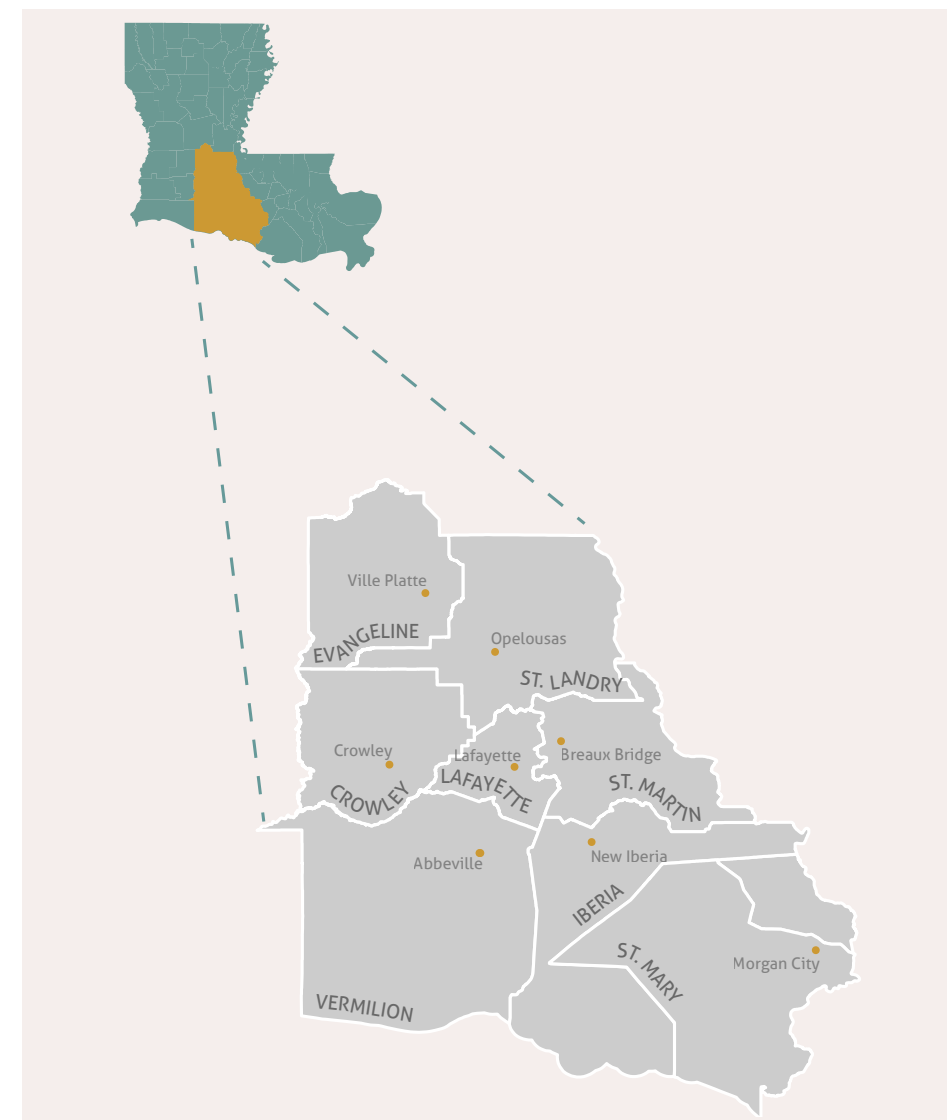 Ville Platte
EVANGELINE
Opelousas
ST. LANDRY
Crowley
CROWLEY
Lafayette
LAFAYETTE
Breaux Bridge
ST. MARTIN
Abbeville
New Iberia
IBERIA
ST. MARY
Morgan City
VERMILION